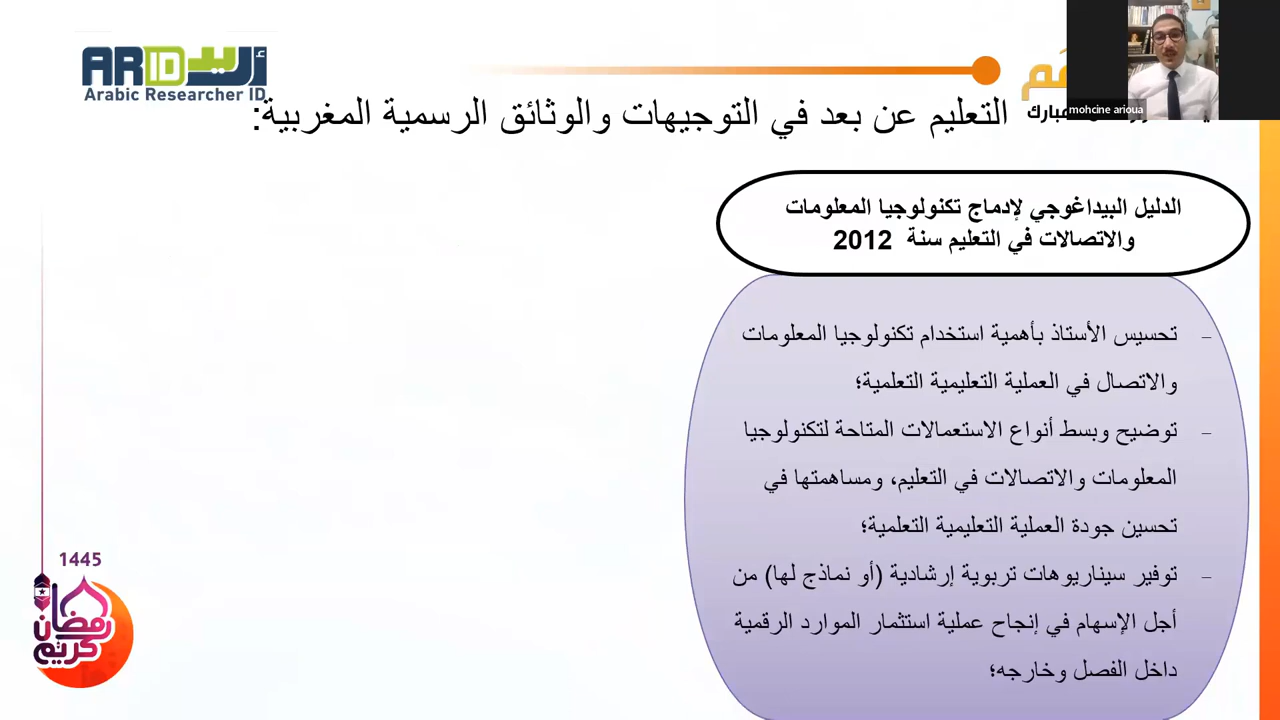 ARID أريد
Arabic Researcher ID
mohcine arioua
التعليم عن بعد في التوجيهات والوثائق الرسمية المغربية:
الدليل البيداغوجي لإدماج تكنولوجيا المعلومات
والاتصالات في التعليم سنة 2012
- تحسيس الأستاذ بأهمية استخدام تكنولوجيا المعلومات
والاتصال في العملية التعليمية التعلمية؛
- توضيح وبسط أنواع الاستعمالات المتاحة لتكنولوجيا
المعلومات والاتصالات في التعليم، ومساهمتها في
تحسين جودة العملية التعليمية التعلمية؛
- توفير سيناريوهات تربوية إرشادية (أو نماذج لها) من
أجل الإسهام في إنجاح عملية استثمار الموارد الرقمية
داخل الفصل وخارجه؛
1445
رمضان
كريم